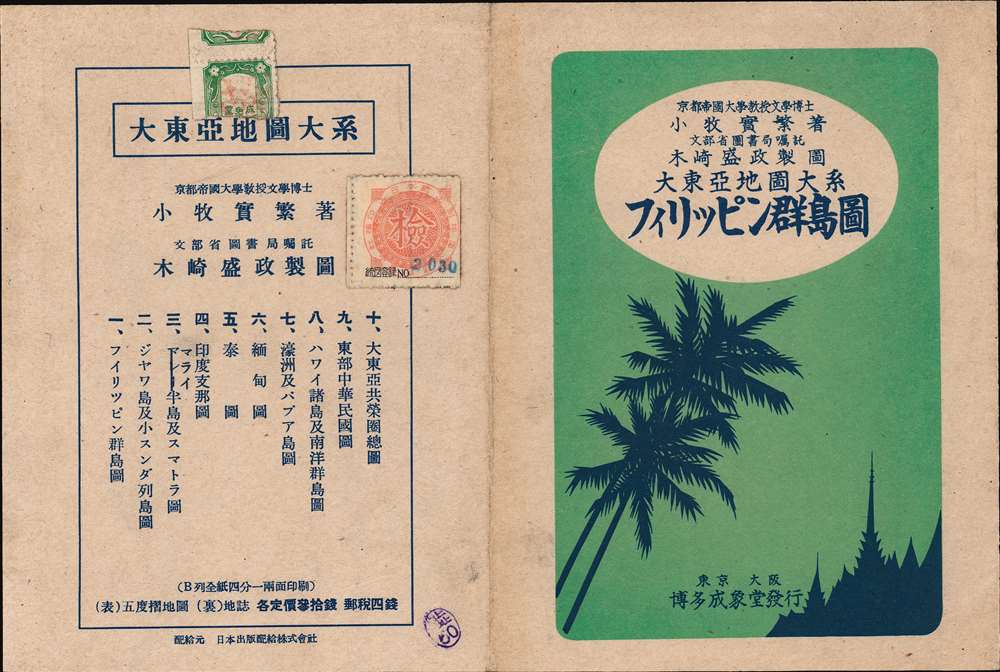 大東亞地圖大系
京都帝國大學敎授文學博士
小牧實繁著
文部省圖書局囑託
木崎盛政製圖
檢
NO 2030
十、大東亞共榮圈總圖
九、東部中華民國圖
八、ハワイ諸島及南洋群島圖
七、濠洲及パプア島圖
六、緬甸圖
五、泰圖
四、印度支那圖
三、マライ半島及スマトラ圖
二、ジヤワ島及小スンダ列島圖
一、フイリツピン群島圖
(B列全紙四分一兩面印刷)
(表)五度摺地圖 (裏)地誌 各定價參拾錢 郵稅四錢
配給元 日本出版配給株式會社
京都帝國大學敎授文學博士
小牧實繁著
文部省圖書局囑託
木崎盛政製圖
大東亞地圖大系
フィリッピン群島圖
東京 大阪
博多成象堂發行